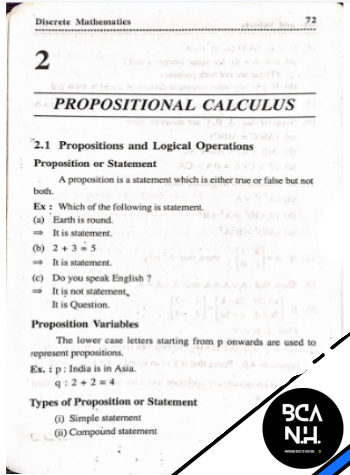 Discrete Mathematics 72
2
PROPOSITIONAL CALCULUS
2.1 Propositions and Logical Operations
Proposition or Statement
A proposition is a statement which is either true or false but not
both.
Ex : Which of the following is statement.
(a) Earth is round.
⇒ It is statement.
(b) 2 + 3 = 5
⇒ It is statement.
(c) Do you speak English ?
⇒ It is not statement,
It is Question.
Proposition Variables
The lower case letters starting from p onwards are used to
represent propositions.
Ex. : p : India is in Asia.
q : 2 + 2 = 4
Types of Proposition or Statement
(i) Simple statement
(ii) Compound statement
BCA
N.H.